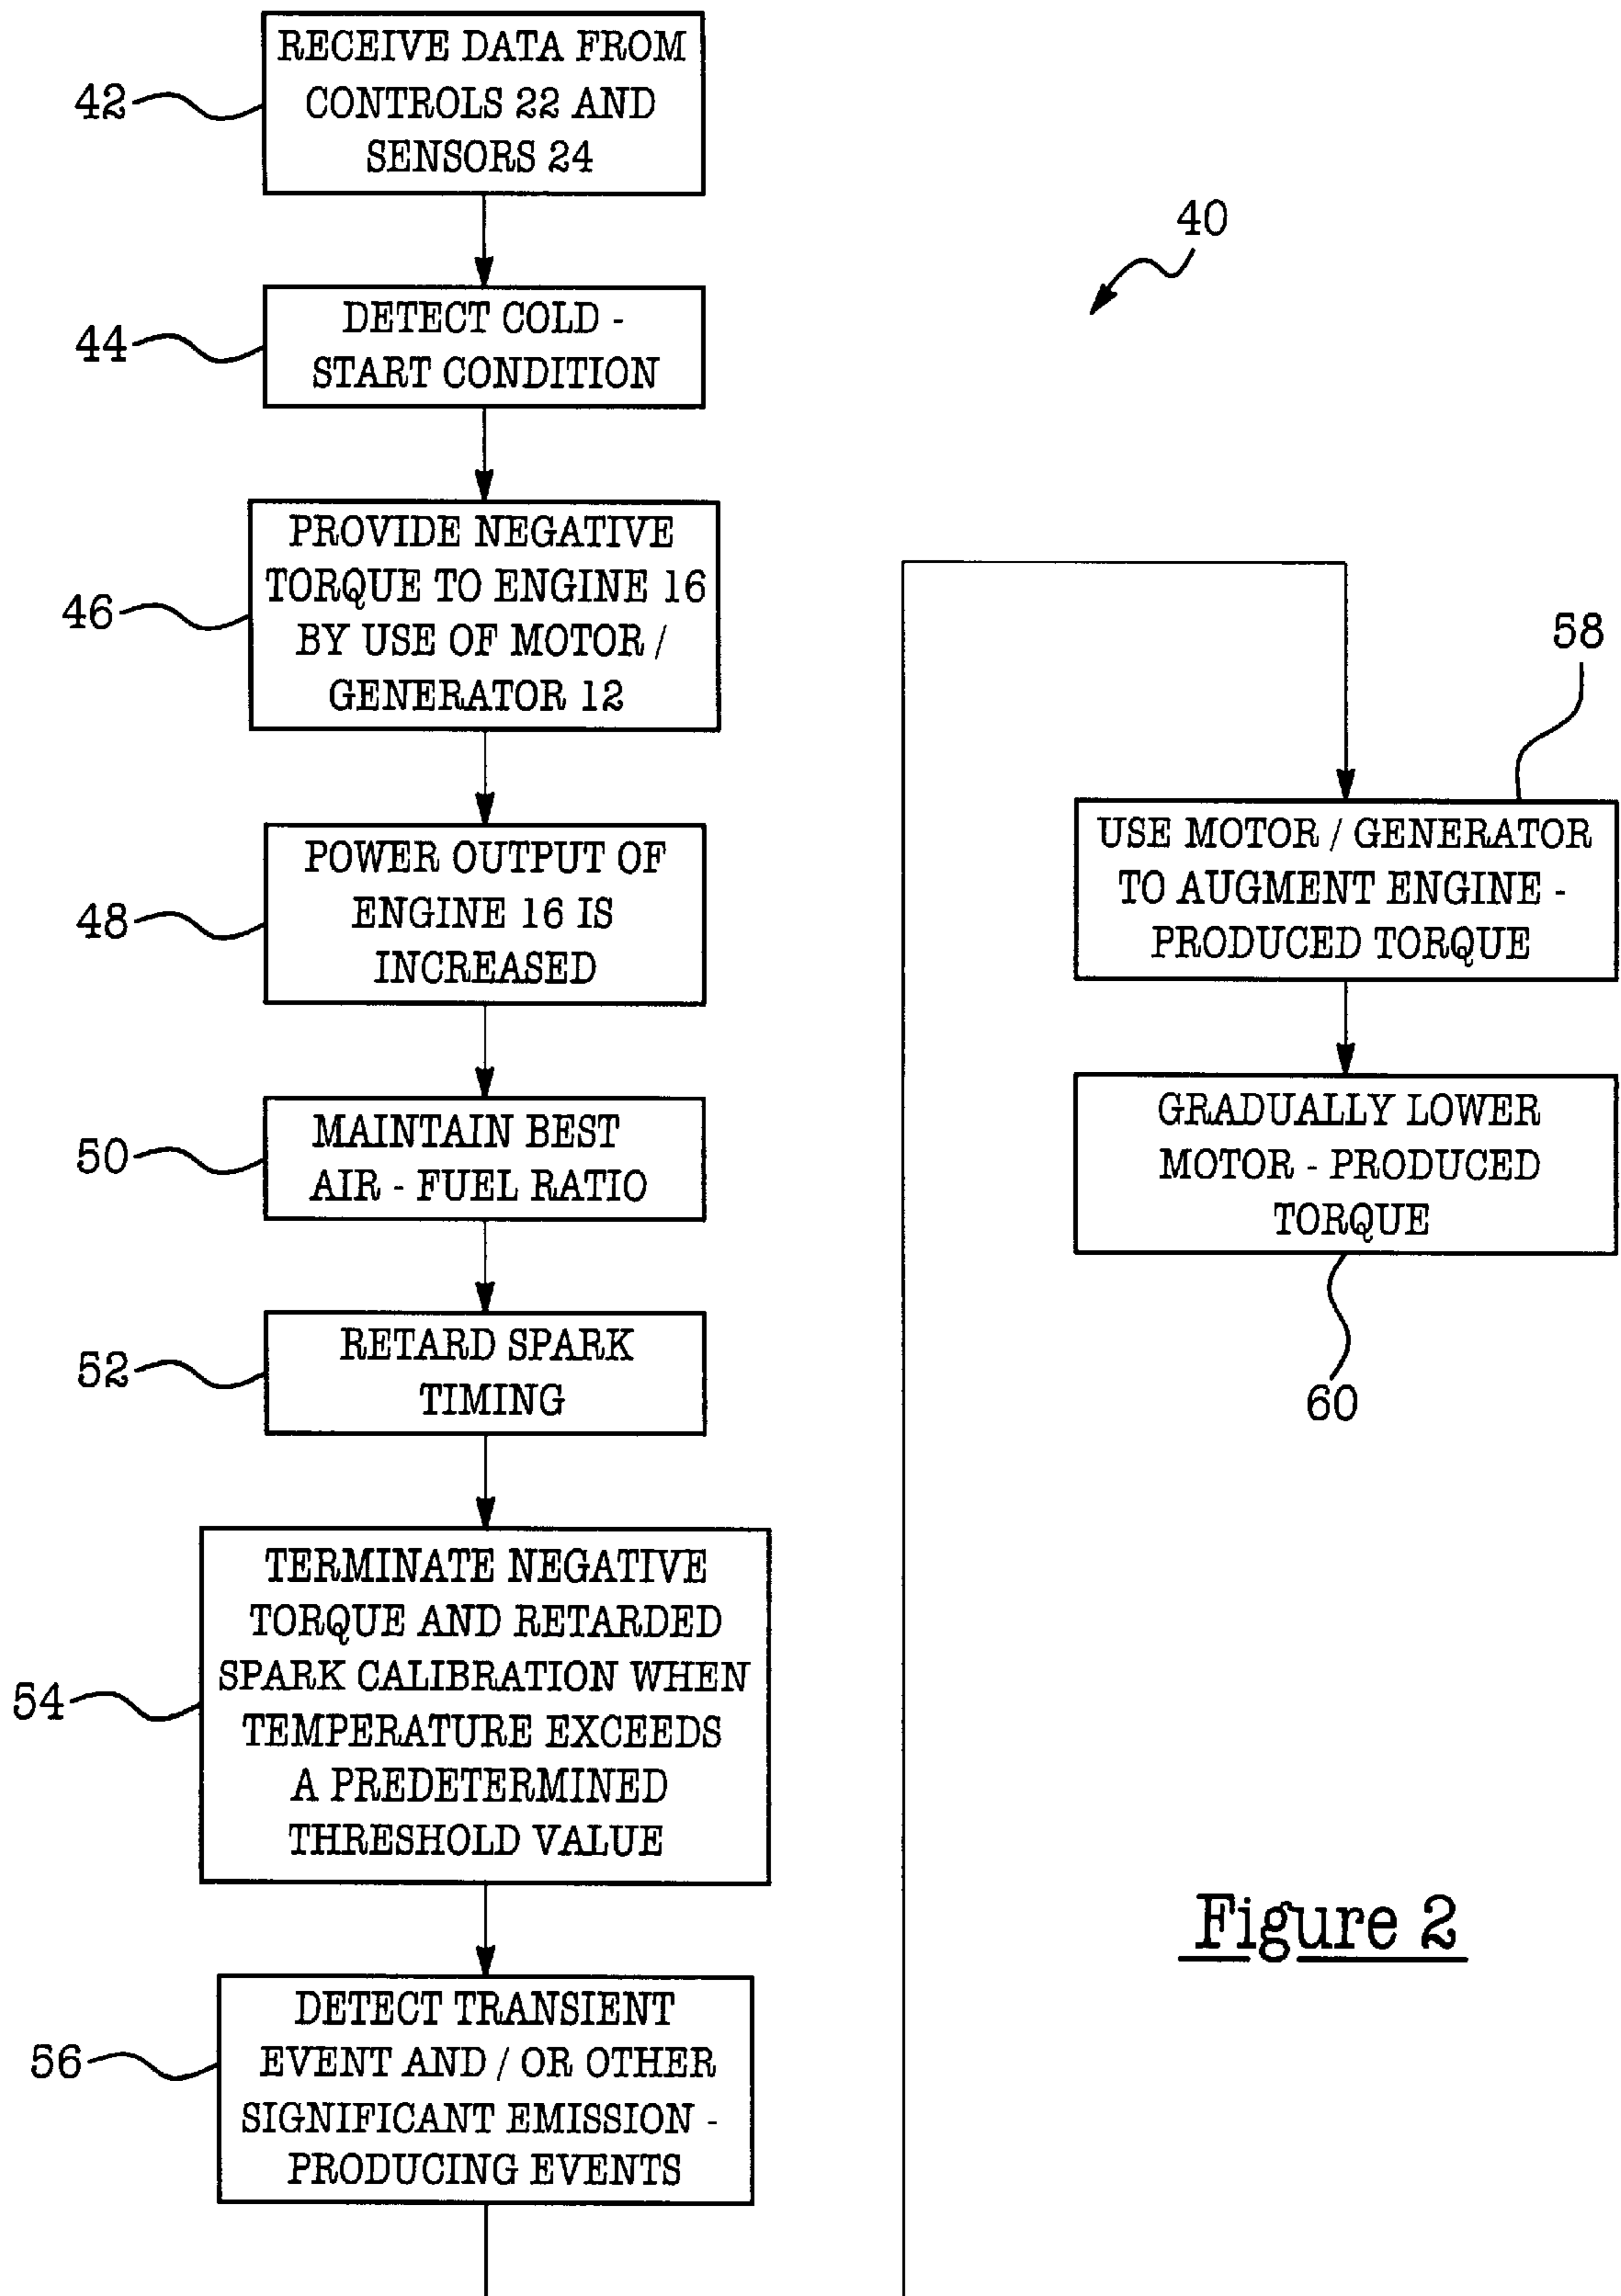 42
RECEIVE DATA FROM
CONTROLS 22 AND
SENSORS 24
40
44
DETECT COLD -
START CONDITION
46
PROVIDE NEGATIVE
TORQUE TO ENGINE 16
BY USE OF MOTOR /
GENERATOR 12
48
POWER OUTPUT OF
ENGINE 16 IS
INCREASED
50
MAINTAIN BEST
AIR - FUEL RATIO
52
RETARD SPARK
TIMING
54
TERMINATE NEGATIVE
TORQUE AND RETARDED
SPARK CALIBRATION WHEN
TEMPERATURE EXCEEDS
A PREDETERMINED
THRESHOLD VALUE
56
DETECT TRANSIENT
EVENT AND / OR OTHER
SIGNIFICANT EMISSION -
PRODUCING EVENTS
58
USE MOTOR / GENERATOR
TO AUGMENT ENGINE -
PRODUCED TORQUE
GRADUALLY LOWER
MOTOR - PRODUCED
TORQUE
60
Figure 2